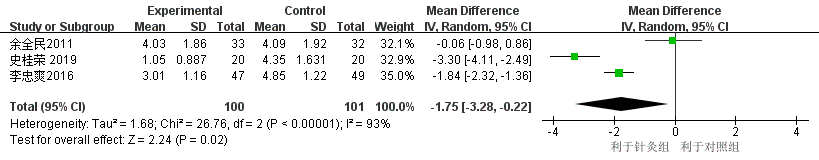 Experimental Control Mean Difference Mean Difference
Study or Subgroup Mean SD Total Mean SD Total Weight IV, Random, 95% CI IV, Random, 95% CI
余全民2011 4.03 1.86 33 4.09 1.92 32 32.1% -0.06 [-0.98, 0.86]
史桂荣 2019 1.05 0.887 20 4.35 1.631 20 32.9% -3.30 [-4.11, -2.49]
李忠爽2016 3.01 1.16 47 4.85 1.22 49 35.0% -1.84 [-2.32, -1.36]
Total (95% CI) 100 101 100.0% -1.75 [-3.28, -0.22]
Heterogeneity: Tau² = 1.68; Chi² = 26.76, df = 2 (P < 0.00001); I² = 93%
Test for overall effect: Z = 2.24 (P = 0.02)
-4 -2 0 2 4
利于针灸组 利于对照组